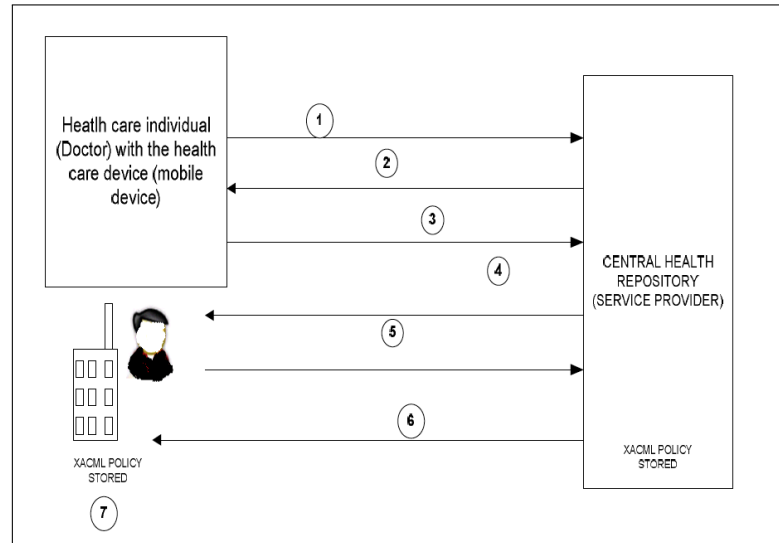 Heatlh care individual
(Doctor) with the health
care device (mobile
device)
1
2
3
4
5
6
CENTRAL HEALTH
REPOSITORY
(SERVICE PROVIDER)
XACML POLICY
STORED
7
XACML POLICY
STORED